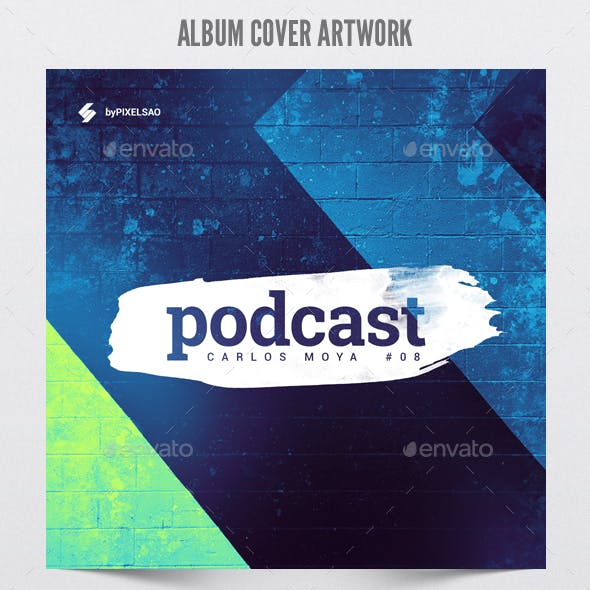 ALBUM COVER ARTWORK
byPIXELSAO
envato envato
podcast
CARLOS MOYA #08
envato envato